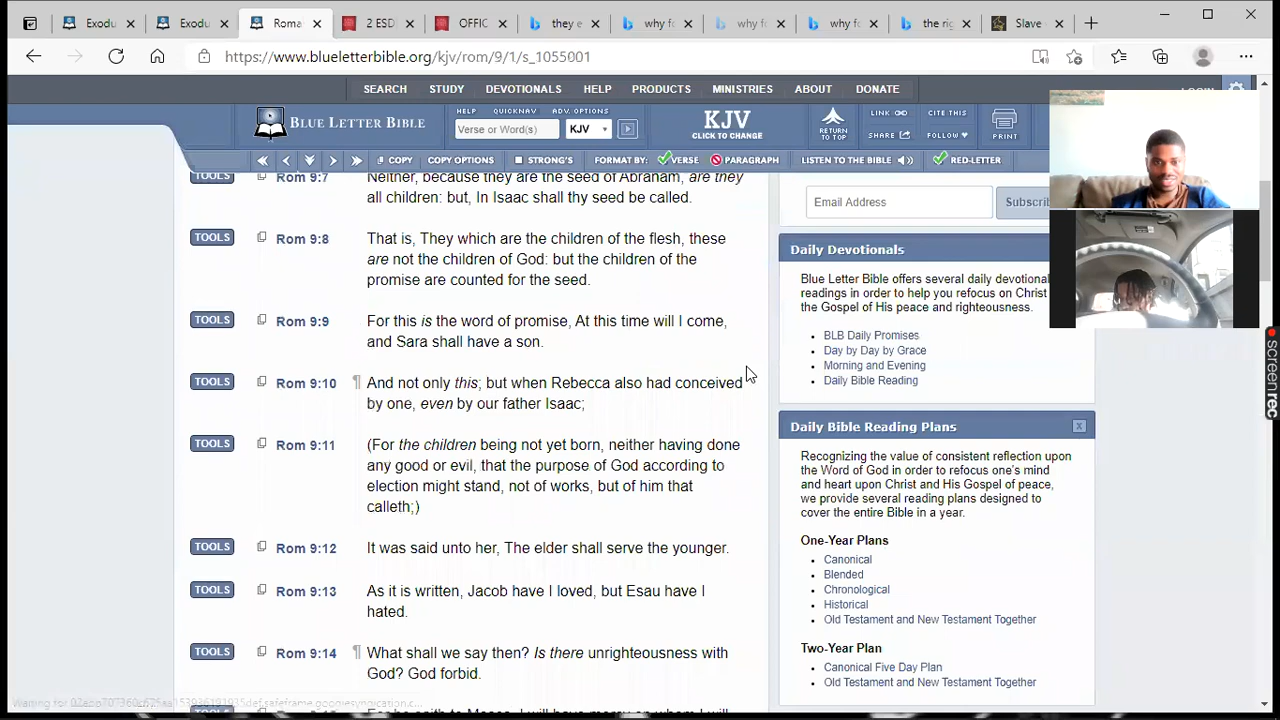 Exodu
Exodu
Roma
2 ESD
OFFIC
they e
why fo
why fo
why fo
the rig
Slave
https://www.blueletterbible.org/kjv/rom/9/1/s_1055001
SEARCH STUDY DEVOTIONALS HELP PRODUCTS MINISTRIES ABOUT DONATE
BLUE LETTER BIBLE
HELP QUICKNAV ADV. OPTIONS
Verse or Word(s) KJV
KJV
CLICK TO CHANGE
RETURN
TO TOP
LINK CITE THIS
SHARE FOLLOW
PRINT
COPY COPY OPTIONS STRONG'S FORMAT BY: VERSE PARAGRAPH LISTEN TO THE BIBLE RED-LETTER
TOOLS Rom 9:7 Neither, because they are the seed of Abraham, are they
all children: but, In Isaac shall thy seed be called.
TOOLS Rom 9:8 That is, They which are the children of the flesh, these
are not the children of God: but the children of the
promise are counted for the seed.
TOOLS Rom 9:9 For this is the word of promise, At this time will I come,
and Sara shall have a son.
TOOLS Rom 9:10 ¶ And not only this; but when Rebecca also had conceived
by one, even by our father Isaac;
TOOLS Rom 9:11 (For the children being not yet born, neither having done
any good or evil, that the purpose of God according to
election might stand, not of works, but of him that
calleth;)
TOOLS Rom 9:12 It was said unto her, The elder shall serve the younger.
TOOLS Rom 9:13 As it is written, Jacob have I loved, but Esau have I
hated.
TOOLS Rom 9:14 ¶ What shall we say then? Is there unrighteousness with
God? God forbid.
Email Address Subscrib
Daily Devotionals
Blue Letter Bible offers several daily devotional
readings in order to help you refocus on Christ
the Gospel of His peace and righteousness.
BLB Daily Promises
Day by Day by Grace
Morning and Evening
Daily Bible Reading
Daily Bible Reading Plans x
Recognizing the value of consistent reflection upon
the Word of God in order to refocus one's mind
and heart upon Christ and His Gospel of peace,
we provide several reading plans designed to
cover the entire Bible in a year.
One-Year Plans
Canonical
Blended
Chronological
Historical
Old Testament and New Testament Together
Two-Year Plan
Canonical Five Day Plan
Old Testament and New Testament Together
screenrec